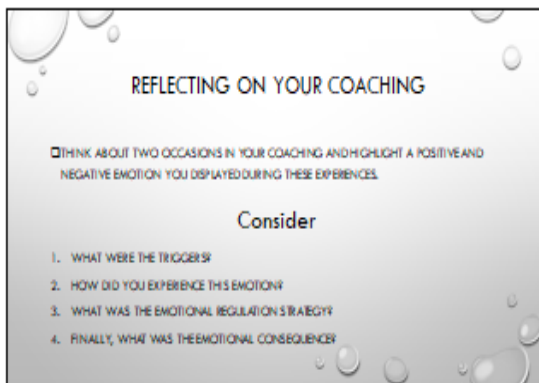 REFLECTING ON YOUR COACHING
THINK ABOUT TWO OCCASIONS IN YOUR COACHING AND HIGHLIGHT A POSITIVE AND
NEGATIVE EMOTION YOU DISPLAYED DURING THESE EXPERIENCES.
Consider
1. WHAT WERE THE TRIGGERS?
2. HOW DID YOU EXPERIENCE THIS EMOTION?
3. WHAT WAS THE EMOTIONAL REGULATION STRATEGY?
4. FINALLY, WHAT WAS THE EMOTIONAL CONSEQUENCE?